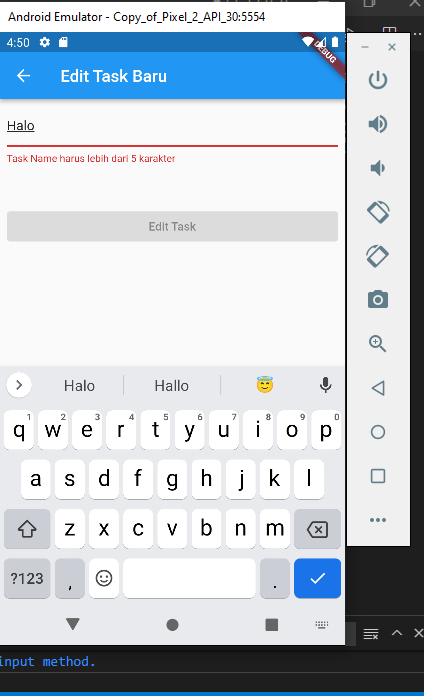 Android Emulator - Copy_of_Pixel_2_API_30:5554
4:50
DEBUG
Edit Task Baru
Halo
Task Name harus lebih dari 5 karakter
Edit Task
Halo Hallo
1 2 3 4 5 6 7 8 9 0
q w e r t y u i o p
a s d f g h j k l
z x c v b n m
?123 , .
input method.